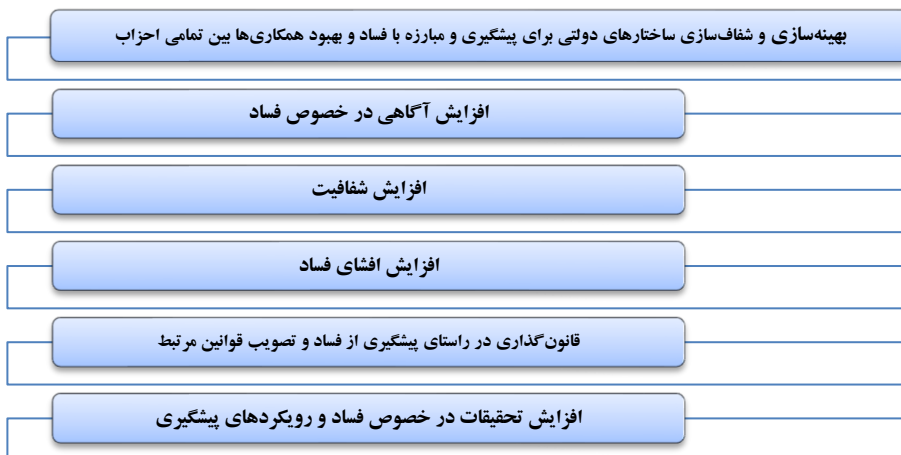 بهینه‌سازی و شفاف‌سازی ساختارهای دولتی برای پیشگیری و مبارزه با فساد و بهبود همکاری‌ها بین تمامی احزاب
افزایش آگاهی در خصوص فساد
افزایش شفافیت
افزایش افشای فساد
قانون‌گذاری در راستای پیشگیری از فساد و تصویب قوانین مرتبط
افزایش تحقیقات در خصوص فساد و رویکردهای پیشگیری